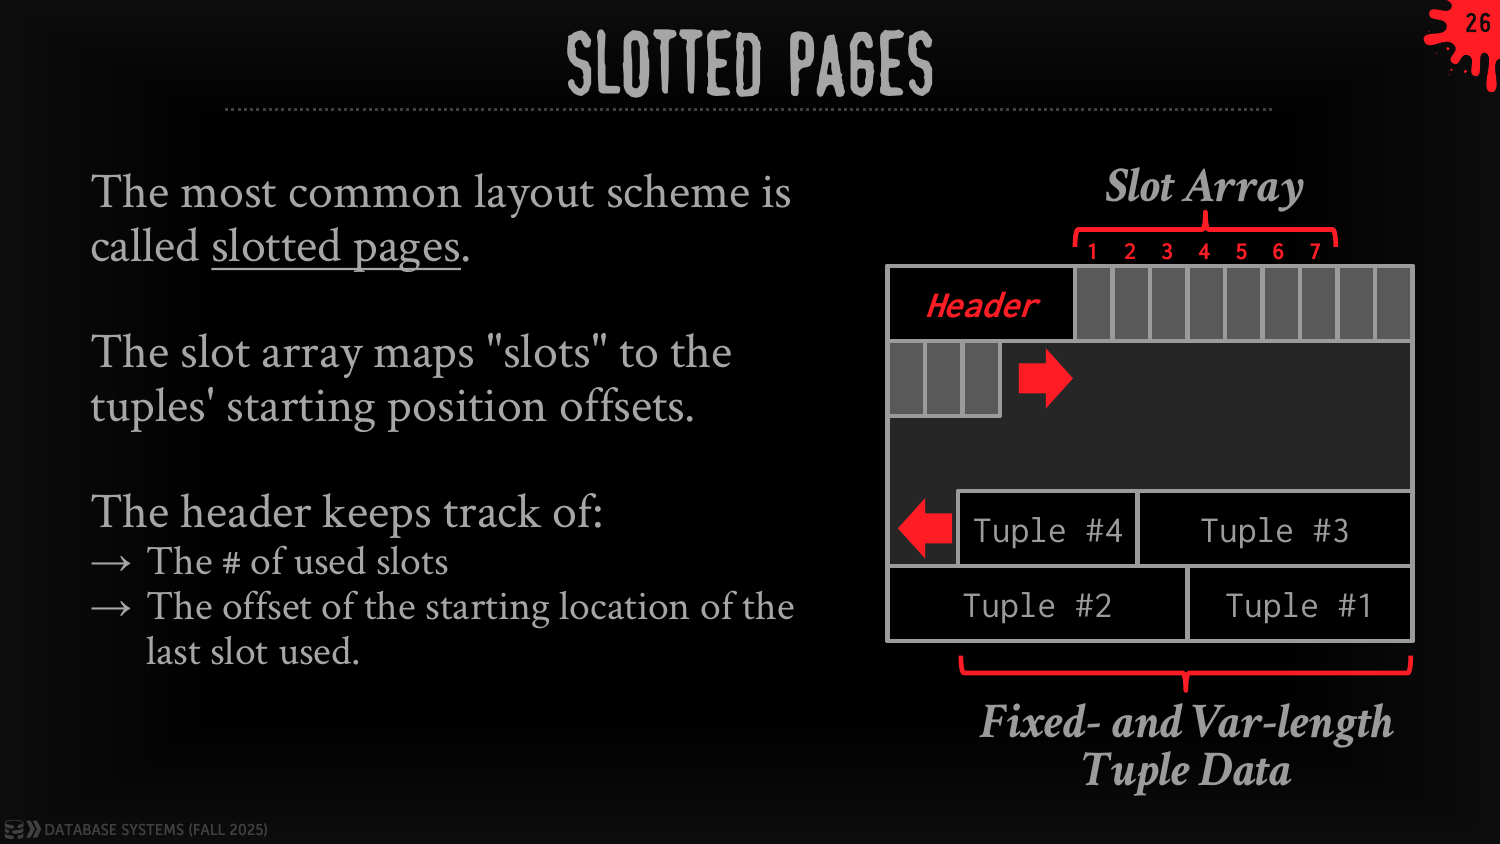 26
SLOTTED PAGES
The most common layout scheme is
called slotted pages.
The slot array maps "slots" to the
tuples' starting position offsets.
The header keeps track of:
→ The # of used slots
→ The offset of the starting location of the
last slot used.
Slot Array
1 2 3 4 5 6 7
Header
Tuple #4 Tuple #3
Tuple #2 Tuple #1
Fixed- and Var-length
Tuple Data
DATABASE SYSTEMS (FALL 2025)